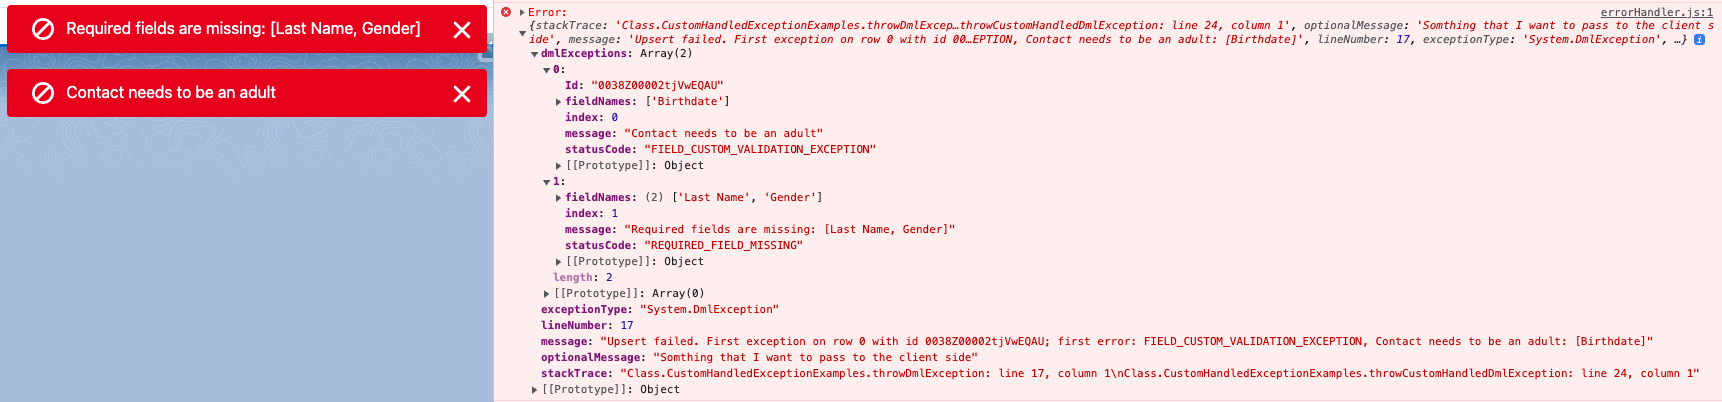 Required fields are missing: [Last Name, Gender]
Contact needs to be an adult
Error: errorHandler.js:1
{stackTrace: 'Class.CustomHandledExceptionExamples.throwDmlExcep…throwCustomHandledDmlException: line 24, column 1', optionalMessage: 'Somthing that I want to pass to the client s
ide', message: 'Upsert failed. First exception on row 0 with id 00…EPTION, Contact needs to be an adult: [Birthdate]', lineNumber: 17, exceptionType: 'System.DmlException', …}
dmlExceptions: Array(2)
0:
Id: "0038Z00002tjVwEQAU"
fieldNames: ['Birthdate']
index: 0
message: "Contact needs to be an adult"
statusCode: "FIELD_CUSTOM_VALIDATION_EXCEPTION"
[[Prototype]]: Object
1:
fieldNames: (2) ['Last Name', 'Gender']
index: 1
message: "Required fields are missing: [Last Name, Gender]"
statusCode: "REQUIRED_FIELD_MISSING"
[[Prototype]]: Object
length: 2
[[Prototype]]: Array(0)
exceptionType: "System.DmlException"
lineNumber: 17
message: "Upsert failed. First exception on row 0 with id 0038Z00002tjVwEQAU; first error: FIELD_CUSTOM_VALIDATION_EXCEPTION, Contact needs to be an adult: [Birthdate]"
optionalMessage: "Somthing that I want to pass to the client side"
stackTrace: "Class.CustomHandledExceptionExamples.throwDmlException: line 17, column 1\nClass.CustomHandledExceptionExamples.throwCustomHandledDmlException: line 24, column 1"
[[Prototype]]: Object